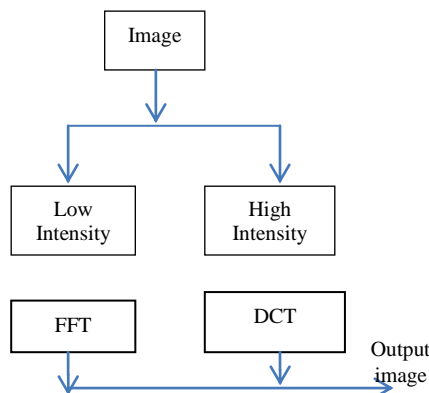 Image
Low
Intensity
High
Intensity
FFT
DCT
Output
image